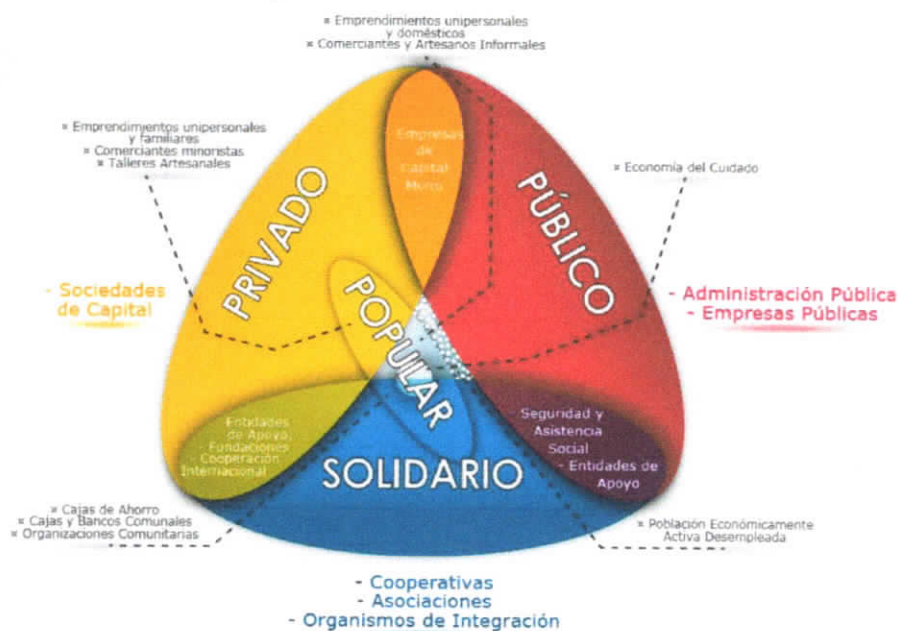 ¤ Emprendimientos unipersonales
y domésticos
¤ Comerciantes y Artesanos Informales
¤ Emprendimientos unipersonales
y familiares
¤ Comerciantes minoristas
¤ Talleres Artesanales
Empresas
de
Capital
Mixto
¤ Economía del Cuidado
PRIVADO
PÚBLICO
POPULAR
- Sociedades
de Capital
- Administración Pública
- Empresas Públicas
Entidades
de Apoyo,
- Fundaciones
- Cooperación
Internacional
Seguridad y
Asistencia
Social
- Entidades de
Apoyo
SOLIDARIO
¤ Cajas de Ahorro
¤ Cajas y Bancos Comunales
¤ Organizaciones Comunitarias
¤ Población Económicamente
Activa Desempleada
- Cooperativas
- Asociaciones
- Organismos de Integración